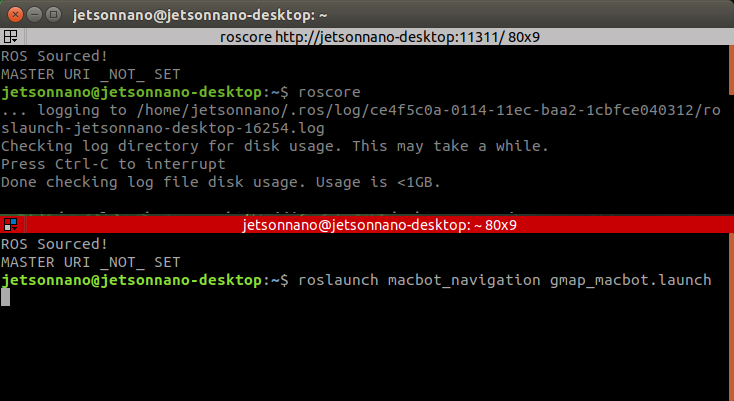 jetsonnano@jetsonnano-desktop: ~
roscore http://jetsonnano-desktop:11311/ 80x9
ROS Sourced!
MASTER URI _NOT_ SET
jetsonnano@jetsonnano-desktop:~$ roscore
... logging to /home/jetsonnano/.ros/log/ce4f5c0a-0114-11ec-baa2-1cbfce040312/ro
slaunch-jetsonnano-desktop-16254.log
Checking log directory for disk usage. This may take a while.
Press Ctrl-C to interrupt
Done checking log file disk usage. Usage is <1GB.
jetsonnano@jetsonnano-desktop: ~ 80x9
ROS Sourced!
MASTER URI _NOT_ SET
jetsonnano@jetsonnano-desktop:~$ roslaunch macbot_navigation gmap_macbot.launch